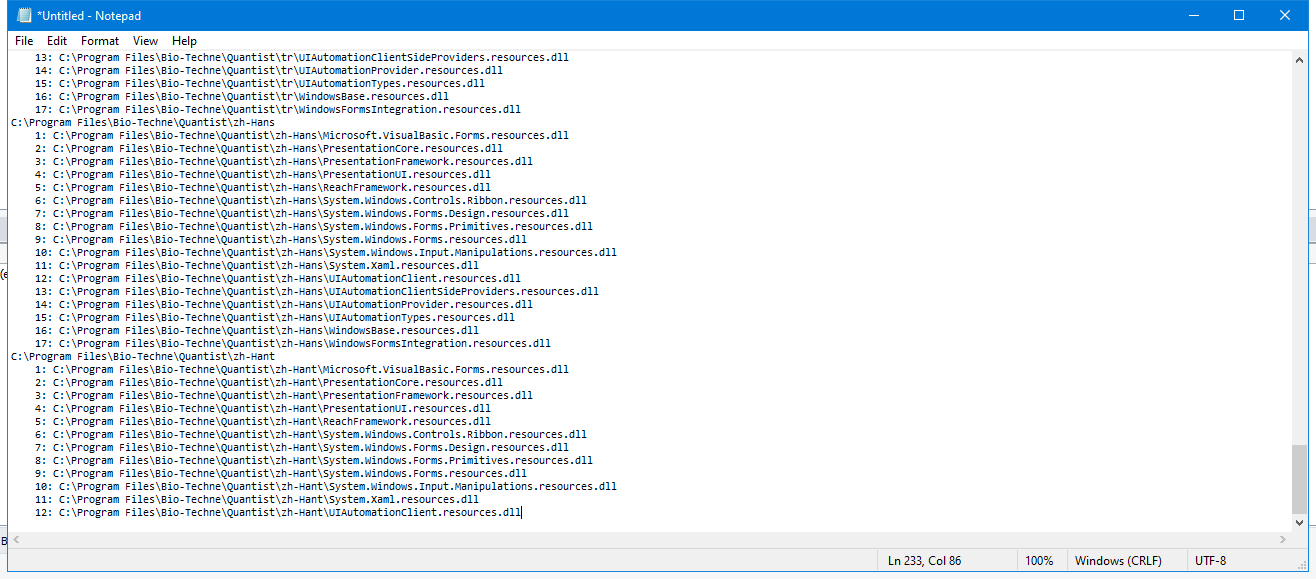 *Untitled - Notepad
File Edit Format View Help
13: C:\Program Files\Bio-Techne\Quantist\tr\UIAutomationClientSideProviders.resources.dll
14: C:\Program Files\Bio-Techne\Quantist\tr\UIAutomationProvider.resources.dll
15: C:\Program Files\Bio-Techne\Quantist\tr\UIAutomationTypes.resources.dll
16: C:\Program Files\Bio-Techne\Quantist\tr\WindowsBase.resources.dll
17: C:\Program Files\Bio-Techne\Quantist\tr\WindowsFormsIntegration.resources.dll
C:\Program Files\Bio-Techne\Quantist\zh-Hans
1: C:\Program Files\Bio-Techne\Quantist\zh-Hans\Microsoft.VisualBasic.Forms.resources.dll
2: C:\Program Files\Bio-Techne\Quantist\zh-Hans\PresentationCore.resources.dll
3: C:\Program Files\Bio-Techne\Quantist\zh-Hans\PresentationFramework.resources.dll
4: C:\Program Files\Bio-Techne\Quantist\zh-Hans\PresentationUI.resources.dll
5: C:\Program Files\Bio-Techne\Quantist\zh-Hans\ReachFramework.resources.dll
6: C:\Program Files\Bio-Techne\Quantist\zh-Hans\System.Windows.Controls.Ribbon.resources.dll
7: C:\Program Files\Bio-Techne\Quantist\zh-Hans\System.Windows.Forms.Design.resources.dll
8: C:\Program Files\Bio-Techne\Quantist\zh-Hans\System.Windows.Forms.Primitives.resources.dll
9: C:\Program Files\Bio-Techne\Quantist\zh-Hans\System.Windows.Forms.resources.dll
10: C:\Program Files\Bio-Techne\Quantist\zh-Hans\System.Windows.Input.Manipulations.resources.dll
11: C:\Program Files\Bio-Techne\Quantist\zh-Hans\System.Xaml.resources.dll
12: C:\Program Files\Bio-Techne\Quantist\zh-Hans\UIAutomationClient.resources.dll
13: C:\Program Files\Bio-Techne\Quantist\zh-Hans\UIAutomationClientSideProviders.resources.dll
14: C:\Program Files\Bio-Techne\Quantist\zh-Hans\UIAutomationProvider.resources.dll
15: C:\Program Files\Bio-Techne\Quantist\zh-Hans\UIAutomationTypes.resources.dll
16: C:\Program Files\Bio-Techne\Quantist\zh-Hans\WindowsBase.resources.dll
17: C:\Program Files\Bio-Techne\Quantist\zh-Hans\WindowsFormsIntegration.resources.dll
C:\Program Files\Bio-Techne\Quantist\zh-Hant
1: C:\Program Files\Bio-Techne\Quantist\zh-Hant\Microsoft.VisualBasic.Forms.resources.dll
2: C:\Program Files\Bio-Techne\Quantist\zh-Hant\PresentationCore.resources.dll
3: C:\Program Files\Bio-Techne\Quantist\zh-Hant\PresentationFramework.resources.dll
4: C:\Program Files\Bio-Techne\Quantist\zh-Hant\PresentationUI.resources.dll
5: C:\Program Files\Bio-Techne\Quantist\zh-Hant\ReachFramework.resources.dll
6: C:\Program Files\Bio-Techne\Quantist\zh-Hant\System.Windows.Controls.Ribbon.resources.dll
7: C:\Program Files\Bio-Techne\Quantist\zh-Hant\System.Windows.Forms.Design.resources.dll
8: C:\Program Files\Bio-Techne\Quantist\zh-Hant\System.Windows.Forms.Primitives.resources.dll
9: C:\Program Files\Bio-Techne\Quantist\zh-Hant\System.Windows.Forms.resources.dll
10: C:\Program Files\Bio-Techne\Quantist\zh-Hant\System.Windows.Input.Manipulations.resources.dll
11: C:\Program Files\Bio-Techne\Quantist\zh-Hant\System.Xaml.resources.dll
12: C:\Program Files\Bio-Techne\Quantist\zh-Hant\UIAutomationClient.resources.dll
Ln 233, Col 86 100% Windows (CRLF) UTF-8